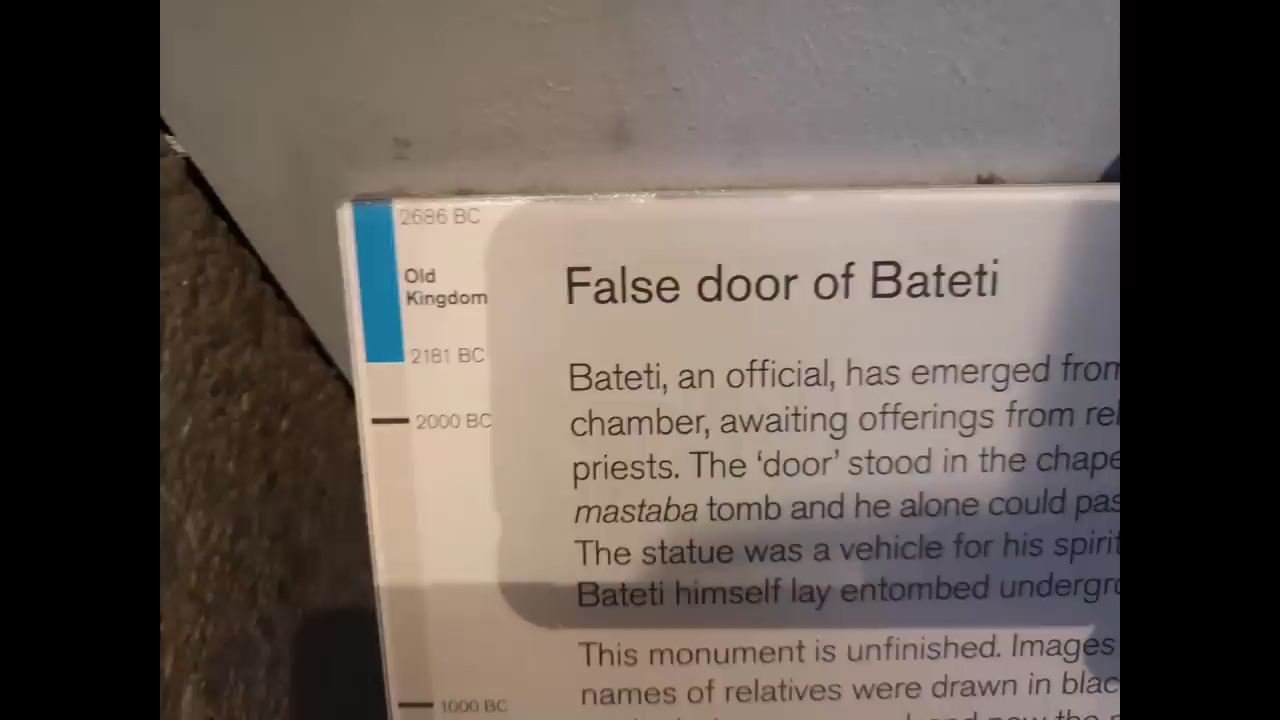 2686 BC
Old
Kingdom
2181 BC
2000 BC
1000 BC
False door of Bateti
Bateti, an official, has emerged from
chamber, awaiting offerings from
priests. The ‘door’ stood in the
mastaba tomb and he alone could
The statue was a vehicle for his spirit
Bateti himself lay entombed
This monument is unfinished. Images
names of relatives were drawn in